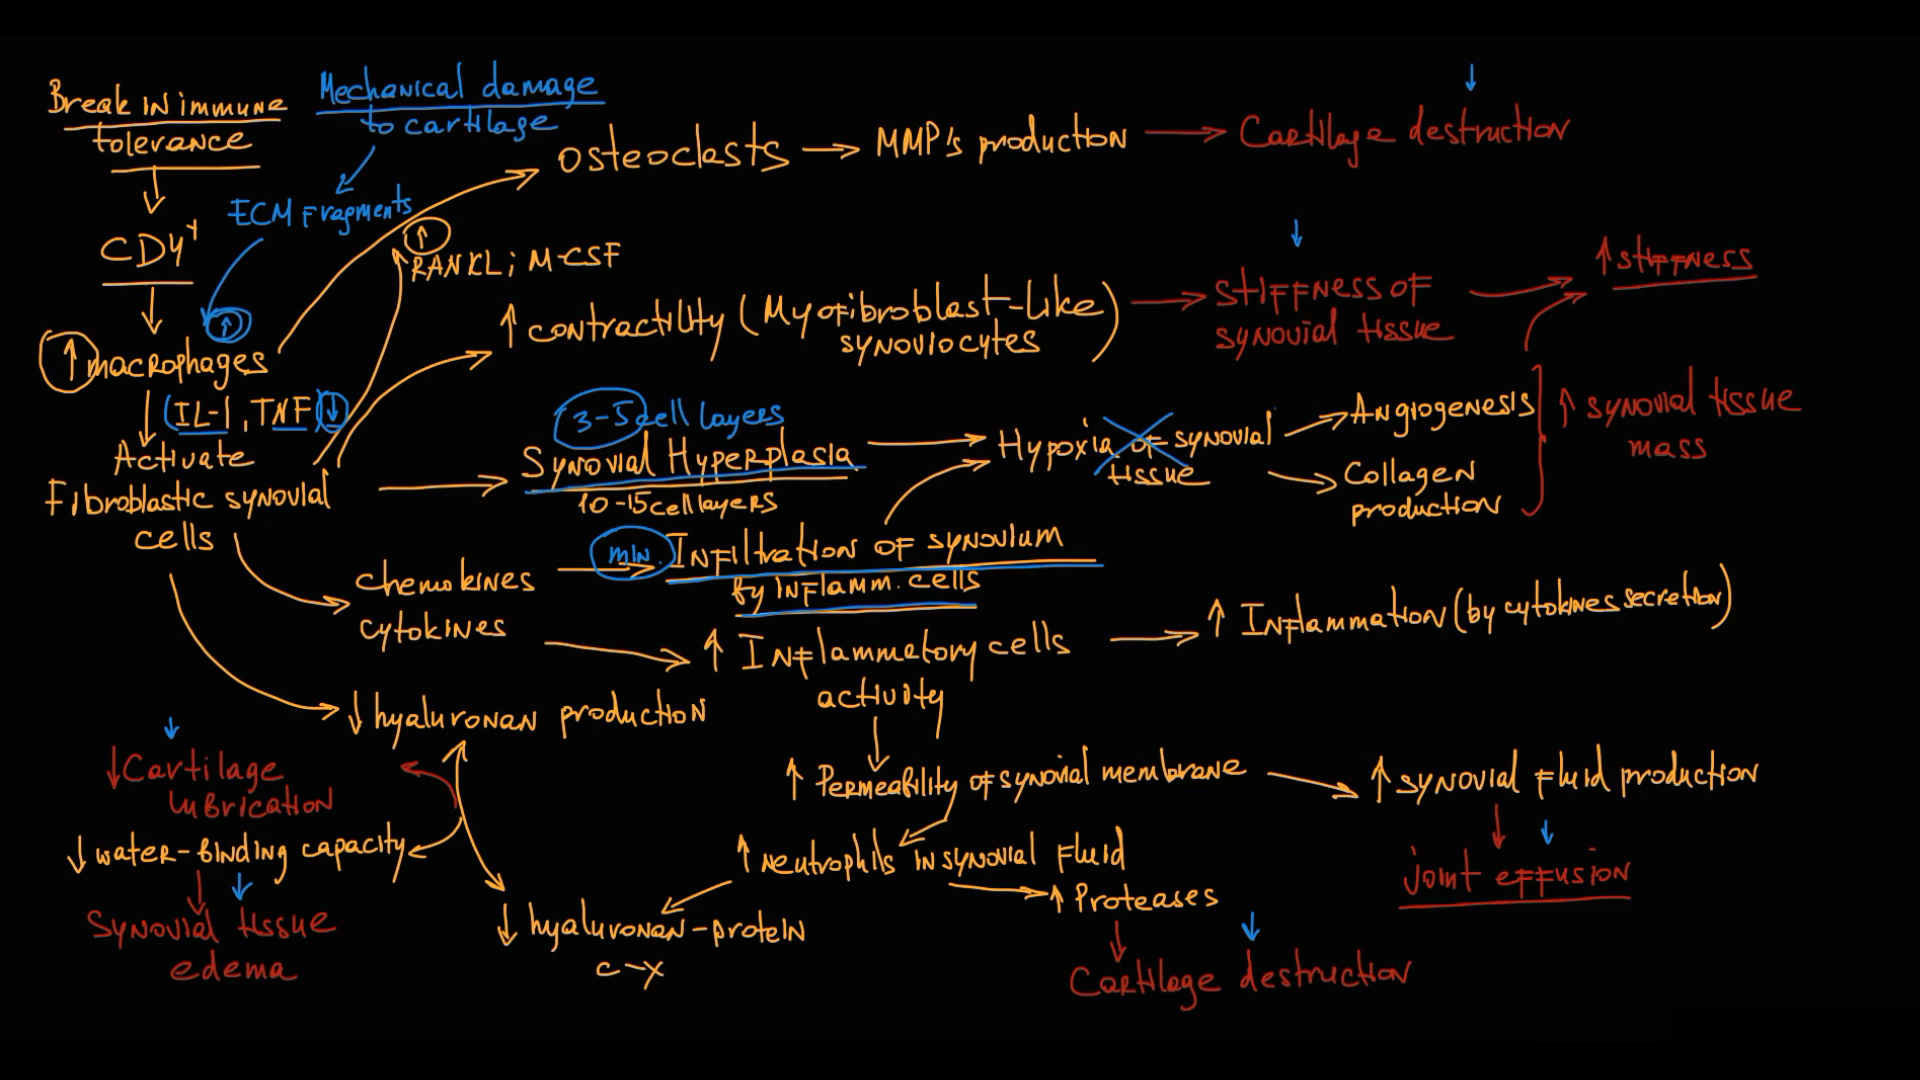 Break in immune
tolerance
Mechanical damage
to cartilage
ECM Fragments
CD4+
↑
↑ macrophages
(IL-1, TNF) ↓
Activate
Fibroblastic synovial
cells
Osteoclasts → MMP's production → Cartilage destruction ↓
↑
RANKL; M-CSF
↑ contractility (Myofibroblast-like
synoviocytes)
↓
Stiffness of
synovial tissue
↑ stiffness
3-5 cell layers
Synovial Hyperplasia
10-15 cell layers
Hypoxia of synovial
tissue
Angiogenesis
Collagen
production
↑ synovial tissue
mass
chemokines
cytokines
min. Infiltration of synovium
by inflamm. cells
↑ Inflammetory cells
activity
↑ Inflammation (by cytokines secretion)
↓ hyaluronan production
↓
↓ Cartilage
lubrication
↓ water-binding capacity
↓
Synovial tissue
edema
↑ Permeability of synovial membrane
↑ synovial fluid production
↓
joint effusion
↑ neutrophils in synovial fluid
↑ Proteases
↓
Cartilage destruction
↓ hyaluronan-protein
c-x